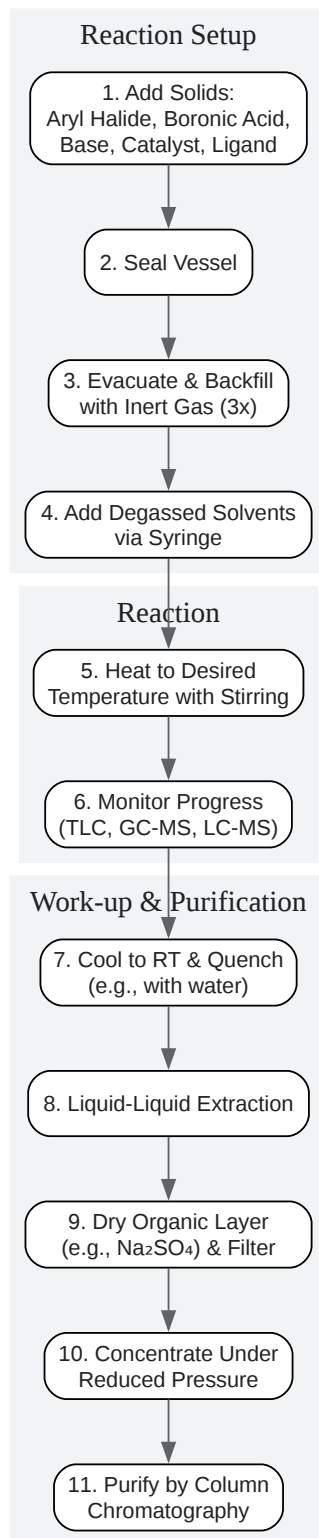 Reaction Setup
1. Add Solids:
Aryl Halide, Boronic Acid,
Base, Catalyst, Ligand
2. Seal Vessel
3. Evacuate & Backfill
with Inert Gas (3x)
4. Add Degassed Solvents
via Syringe
Reaction
5. Heat to Desired
Temperature with Stirring
6. Monitor Progress
(TLC, GC-MS, LC-MS)
Work-up & Purification
7. Cool to RT & Quench
(e.g., with water)
8. Liquid-Liquid Extraction
9. Dry Organic Layer
(e.g., Na₂SO₄) & Filter
10. Concentrate Under
Reduced Pressure
11. Purify by Column
Chromatography